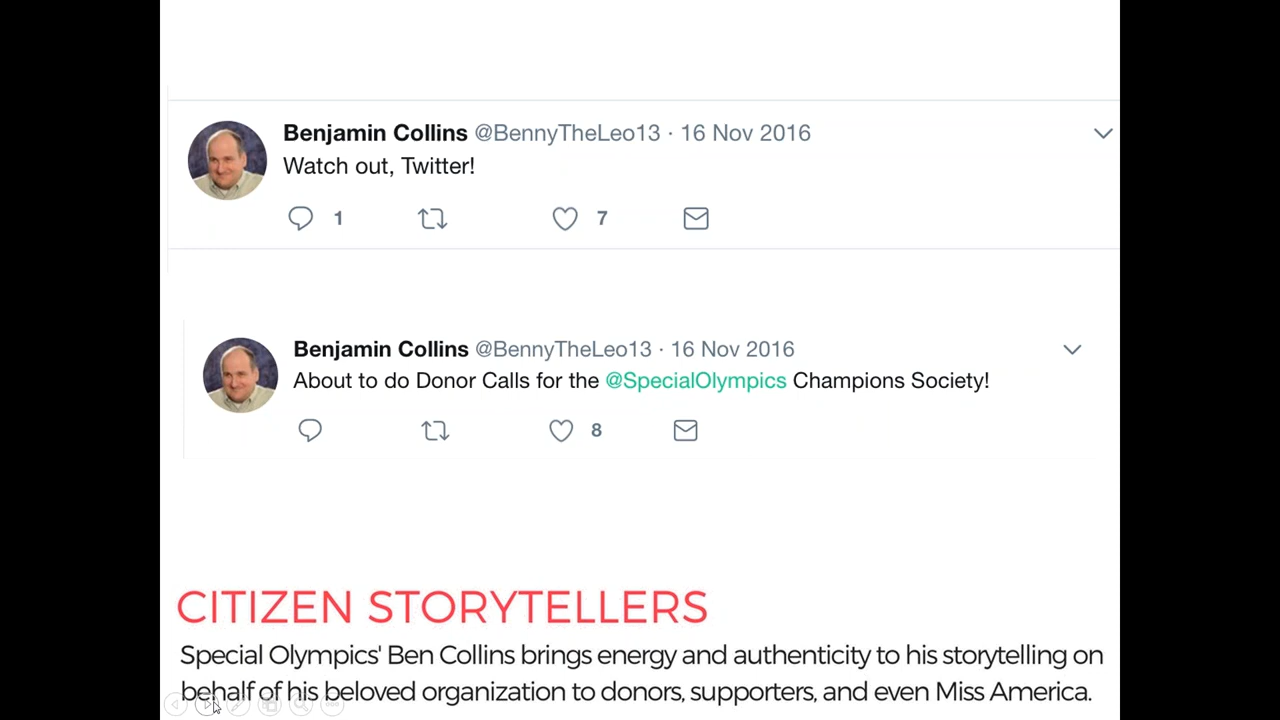 Benjamin Collins @BennyTheLeo13 · 16 Nov 2016
Watch out, Twitter!
1 7
Benjamin Collins @BennyTheLeo13 · 16 Nov 2016
About to do Donor Calls for the @SpecialOlympics Champions Society!
8
CITIZEN STORYTELLERS
Special Olympics' Ben Collins brings energy and authenticity to his storytelling on
behalf of his beloved organization to donors, supporters, and even Miss America.